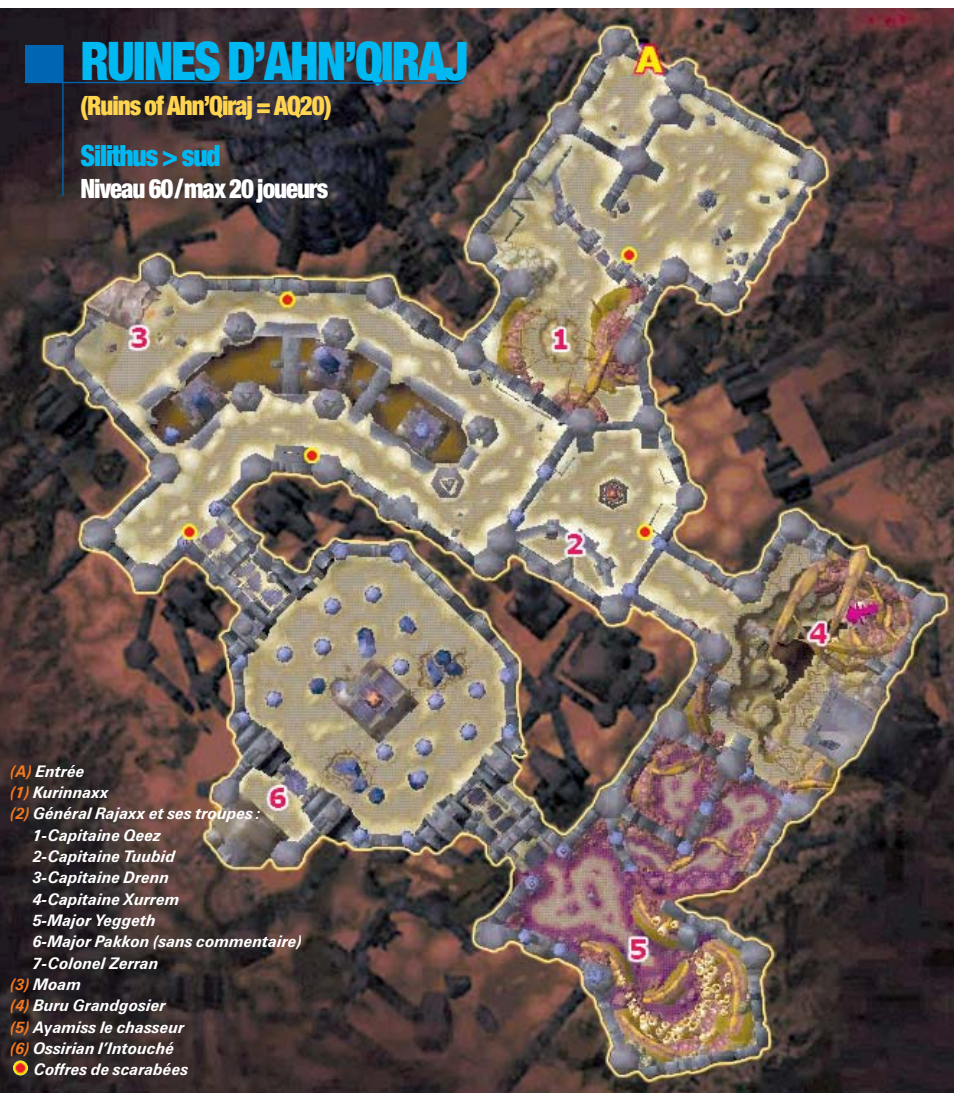 RUINES D'AHN'QIRAJ
(Ruins of Ahn'Qiraj = AQ20)
Silithus > sud
Niveau 60/max 20 joueurs
A
3
1
2
4
6
5
(A) Entrée
(1) Kurinnaxx
(2) Général Rajaxx et ses troupes :
1-Capitaine Qeez
2-Capitaine Tuubid
3-Capitaine Drenn
4-Capitaine Xurrem
5-Major Yeggeth
6-Major Pakkon (sans commentaire)
7-Colonel Zerran
(3) Moam
(4) Buru Grandgosier
(5) Ayamiss le chasseur
(6) Ossirian l'Intouché
Coffres de scarabées